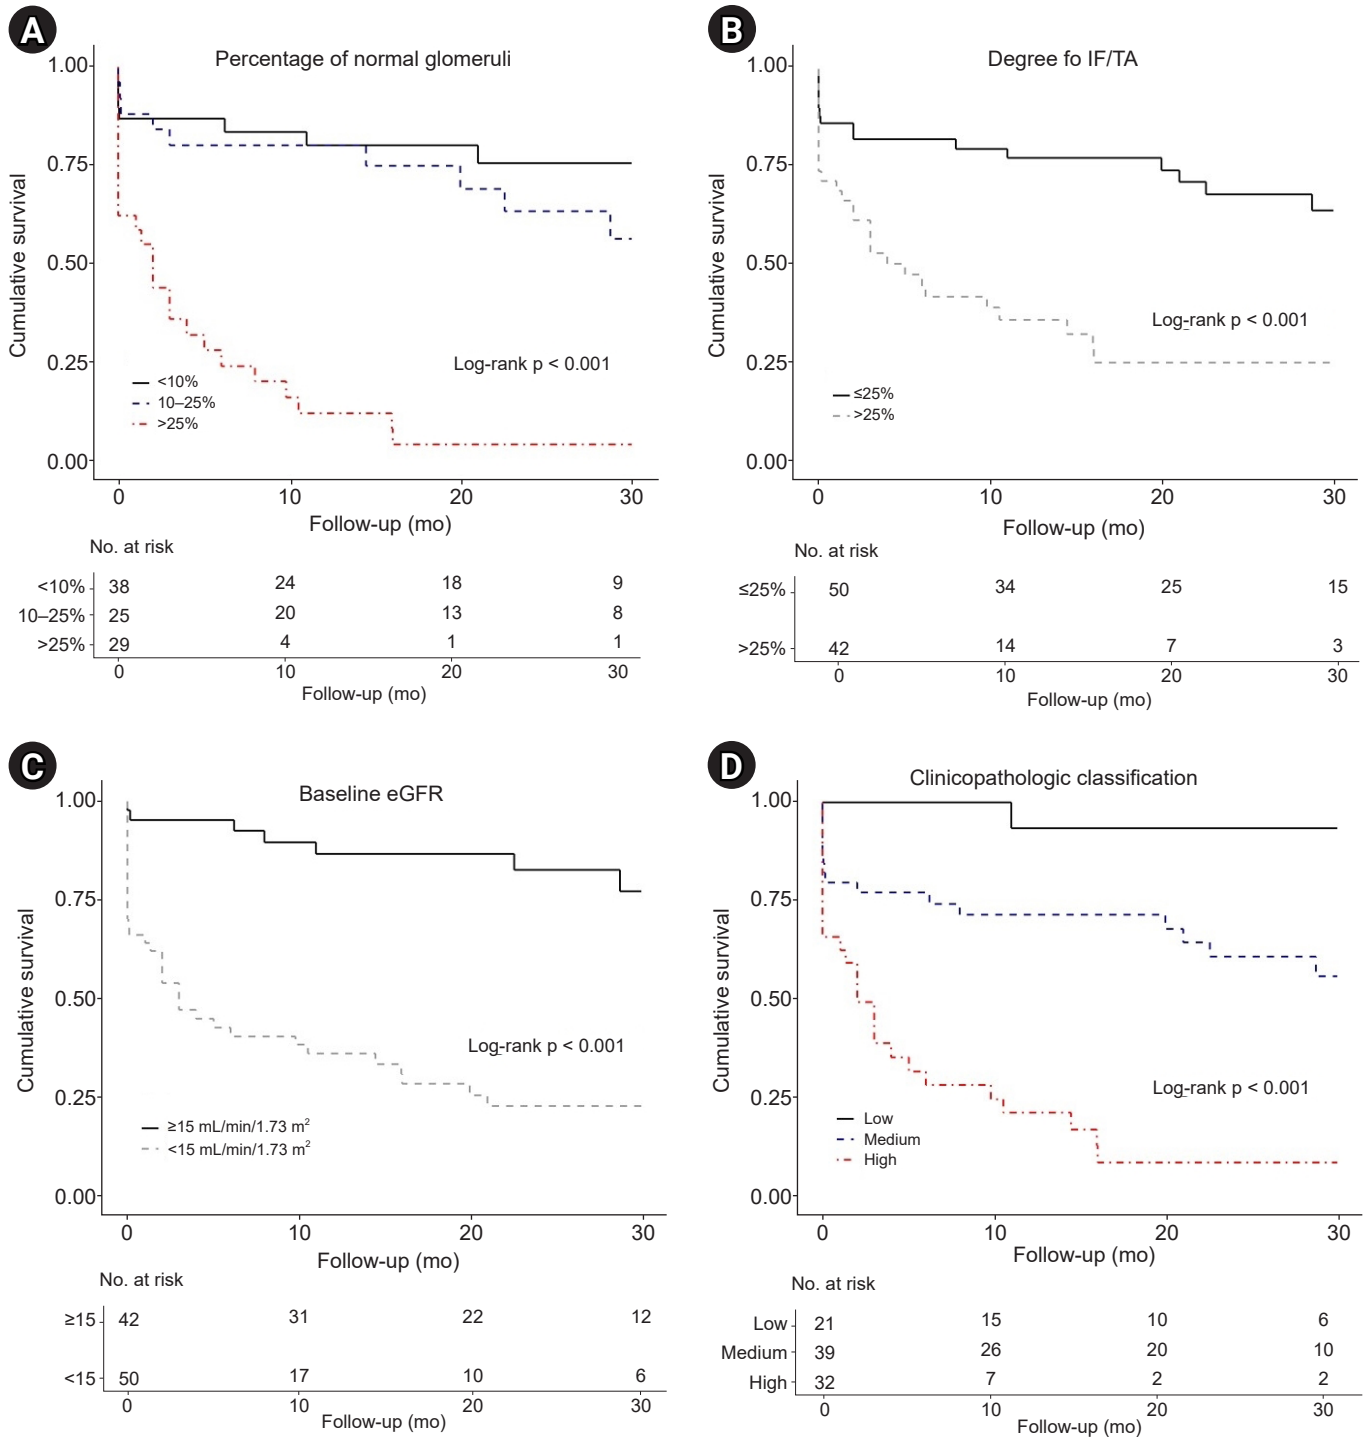 A
Percentage of normal glomeruli
1.00
0.75
0.50
0.25
0.00
Cumulative survival
Log-rank p < 0.001
<10%
10–25%
>25%
0 10 20 30
Follow-up (mo)
No. at risk
<10% 38 24 18 9
10–25% 25 20 13 8
>25% 29 4 1 1
0 10 20 30
Follow-up (mo)
B
Degree fo IF/TA
1.00
0.75
0.50
0.25
0.00
Cumulative survival
Log-rank p < 0.001
≤25%
>25%
0 10 20 30
Follow-up (mo)
No. at risk
≤25% 50 34 25 15
>25% 42 14 7 3
0 10 20 30
Follow-up (mo)
C
Baseline eGFR
1.00
0.75
0.50
0.25
0.00
Cumulative survival
Log-rank p < 0.001
≥15 mL/min/1.73 m²
<15 mL/min/1.73 m²
0 10 20 30
Follow-up (mo)
No. at risk
≥15 42 31 22 12
<15 50 17 10 6
0 10 20 30
Follow-up (mo)
D
Clinicopathologic classification
1.00
0.75
0.50
0.25
0.00
Cumulative survival
Log-rank p < 0.001
Low
Medium
High
0 10 20 30
Follow-up (mo)
No. at risk
Low 21 15 10 6
Medium 39 26 20 10
High 32 7 2 2
0 10 20 30
Follow-up (mo)